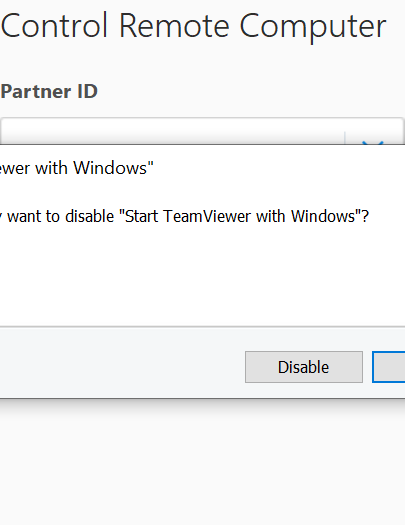 Control Remote Computer
Partner ID
ewer with Windows"
want to disable "Start TeamViewer with Windows"?
Disable